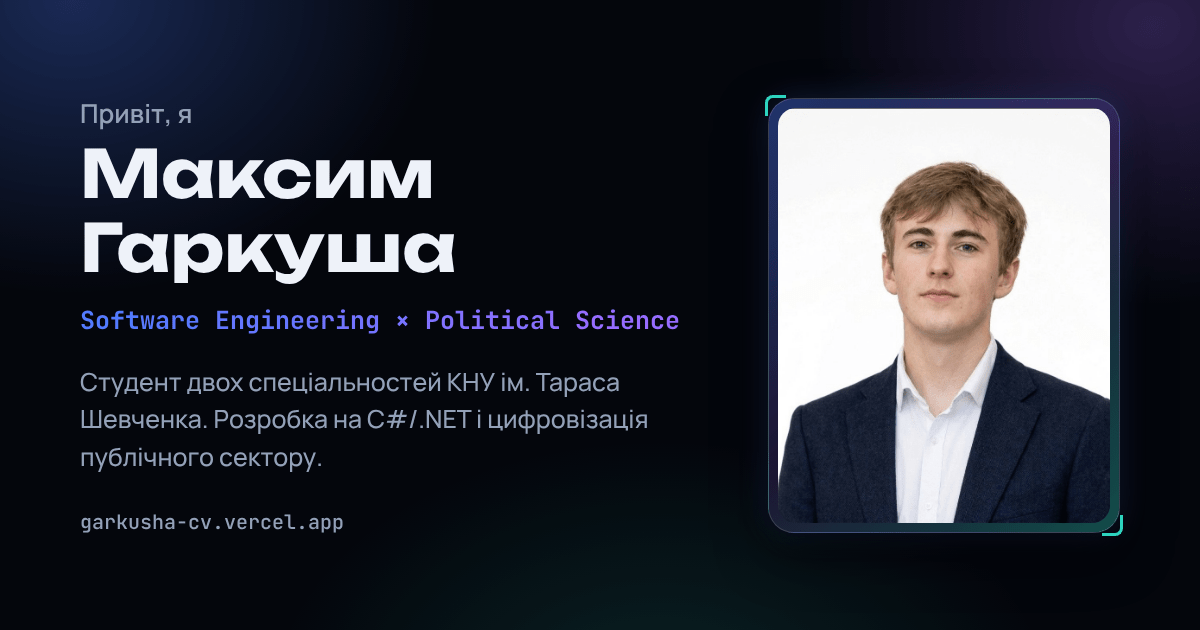 Привіт, я
Максим
Гаркуша
Software Engineering × Political Science
Студент двох спеціальностей КНУ ім. Тараса
Шевченка. Розробка на C#/.NET і цифровізація
публічного сектору.
garkusha-cv.vercel.app